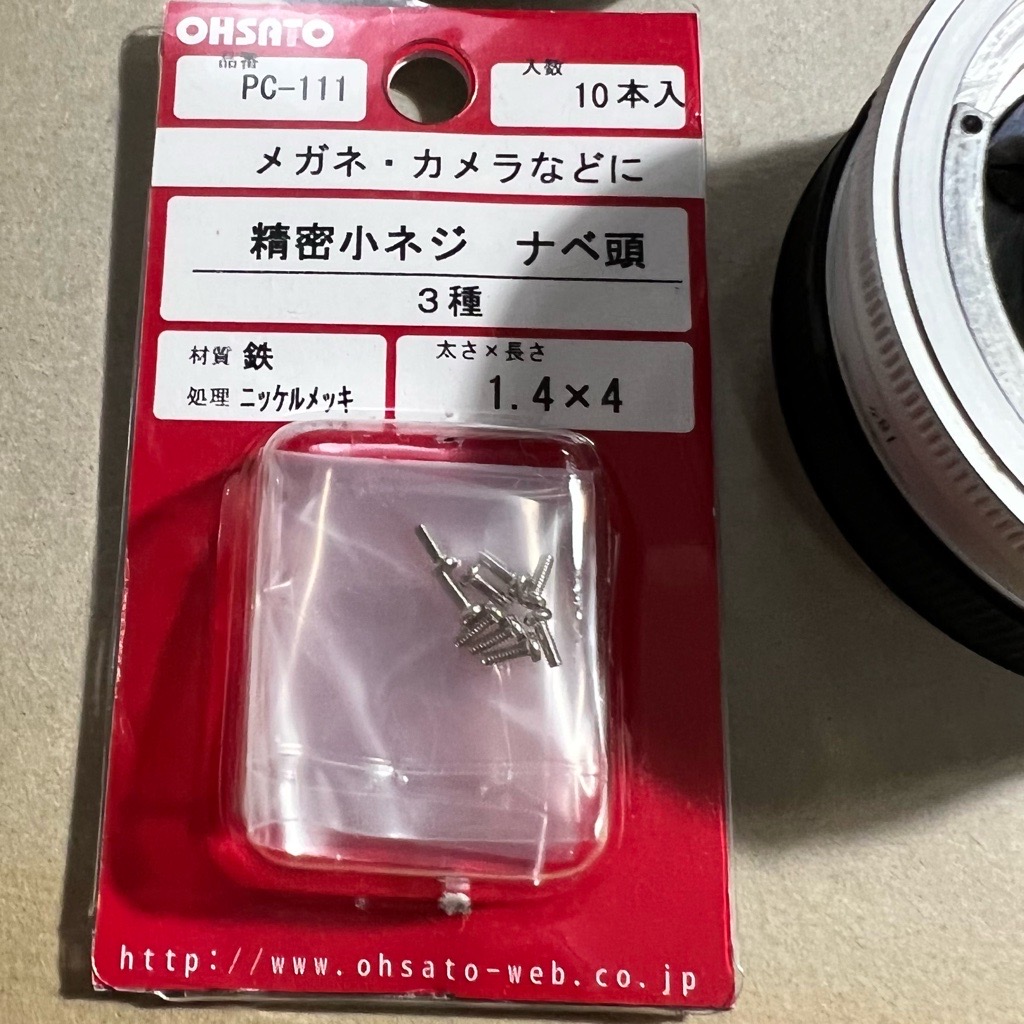 OHSATO
品番
PC-111
入数
10本入
メガネ・カメラなどに
精密小ネジ ナベ頭
3種
材質 鉄
処理 ニッケルメッキ
太さ×長さ
1.4×4
http://www.ohsato-web.co.jp